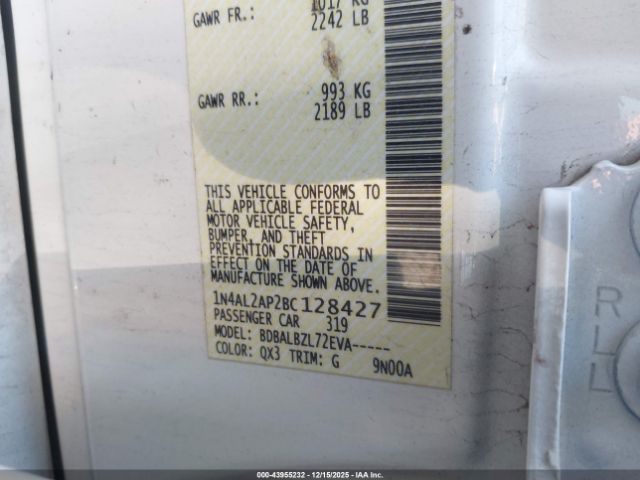 1017 KG
GAWR FR.: 2242 LB
993 KG
GAWR RR.: 2189 LB
THIS VEHICLE CONFORMS TO
ALL APPLICABLE FEDERAL
MOTOR VEHICLE SAFETY,
BUMPER, AND THEFT
PREVENTION STANDARDS IN
EFFECT ON THE DATE OF
MANUFACTURE SHOWN ABOVE.
1N4AL2AP2BC128427
PASSENGER CAR 319
MODEL: BDBALBZL72EVA-----
COLOR: QX3 TRIM: G 9N00A
R
L
L
000-43955232 - 12/15/2025 - IAA Inc.